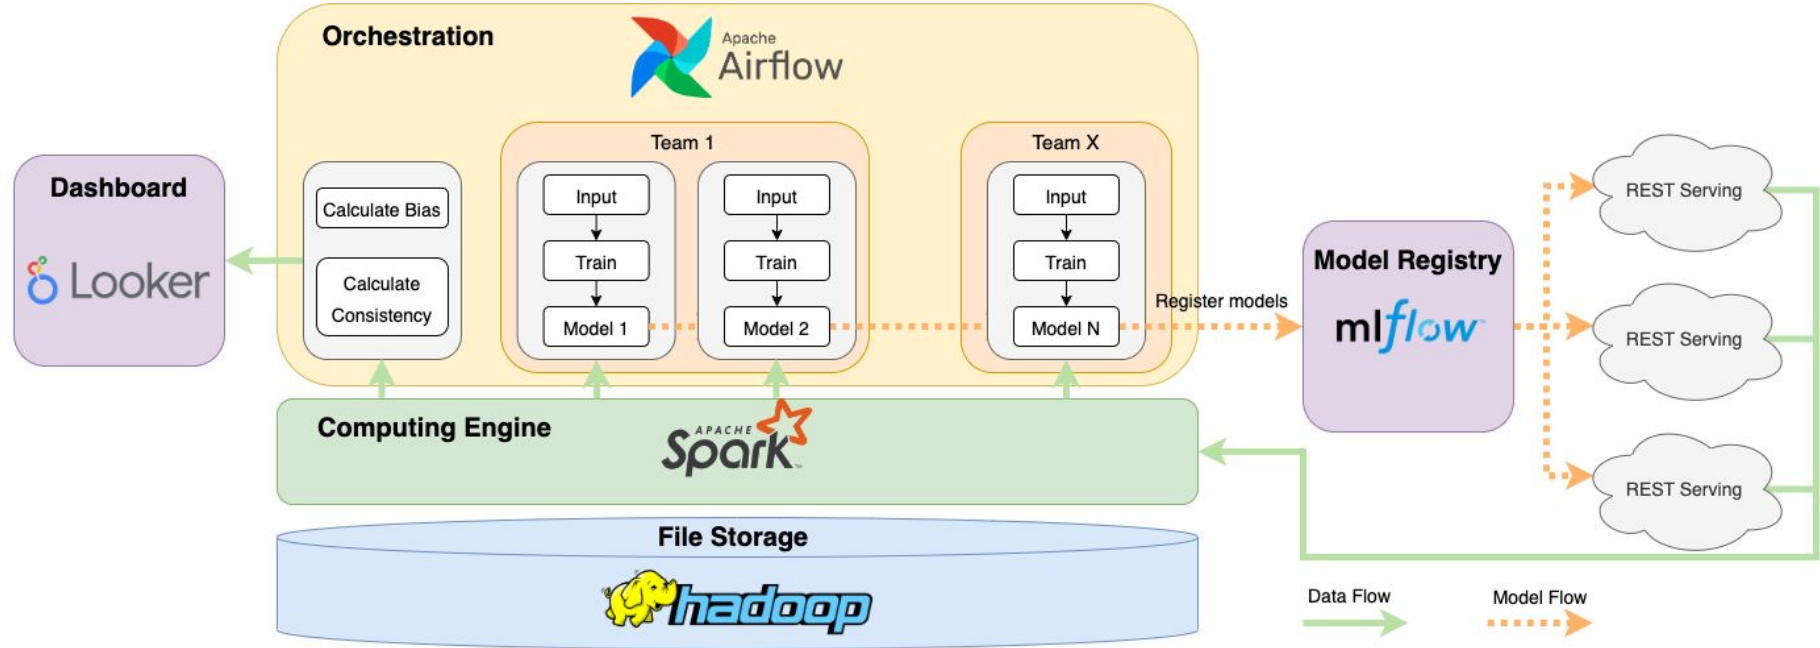 Orchestration
Apache
Airflow
Team 1
Team X
Dashboard
Looker
Calculate Bias
Calculate
Consistency
Input
Train
Model 1
Input
Train
Model 2
Input
Train
Model N
Register models
Model Registry
mlflow™
REST Serving
REST Serving
REST Serving
Computing Engine
APACHE
Spark™
File Storage
hadoop
Data Flow
Model Flow